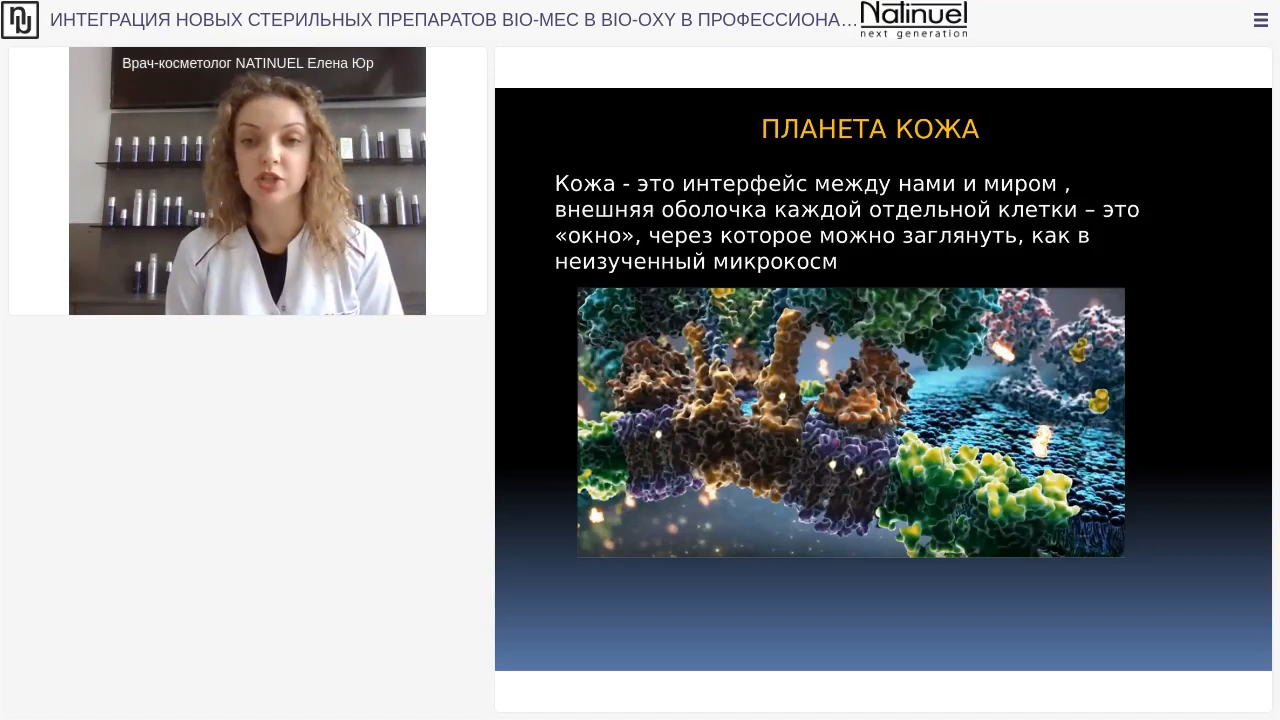 ИНТЕГРАЦИЯ НОВЫХ СТЕРИЛЬНЫХ ПРЕПАРАТОВ BIO-MEC В BIO-OXY В ПРОФЕССИОНА…
Natinuel
next generation
Врач-косметолог NATINUEL Елена Юр
ПЛАНЕТА КОЖА
Кожа - это интерфейс между нами и миром ,
внешняя оболочка каждой отдельной клетки – это
«окно», через которое можно заглянуть, как в
неизученный микрокосм